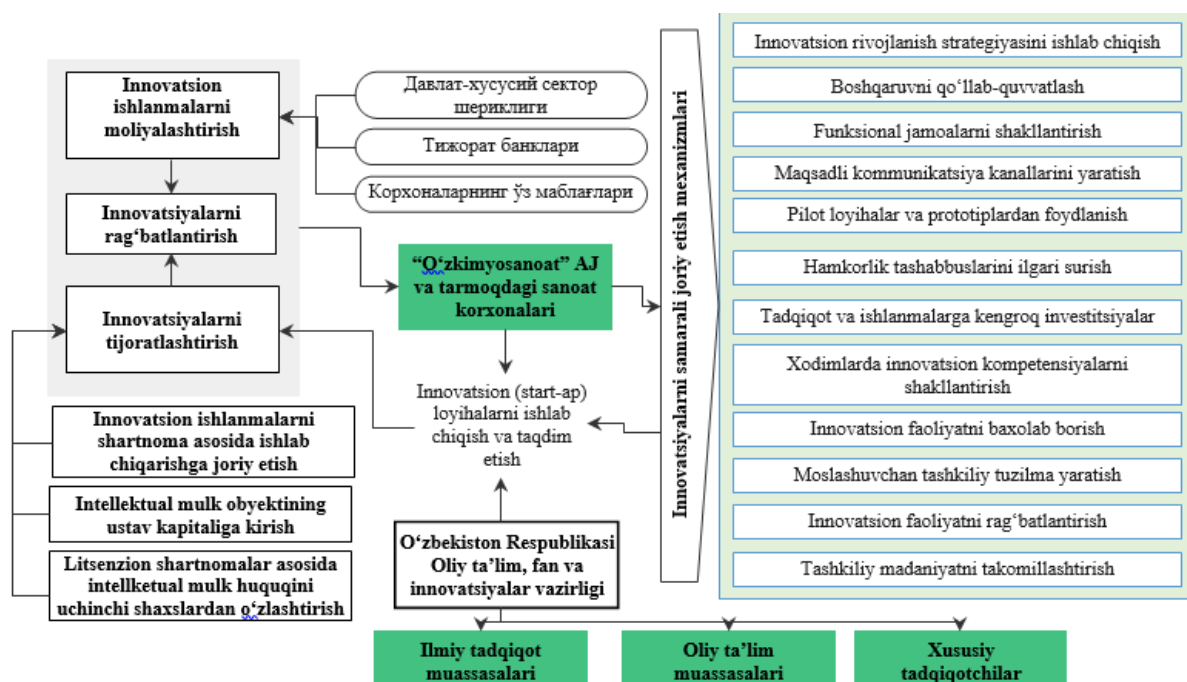 Innovatsion
ishlanmalarni
moliyalashtirish
Innovatsiyalarni
rag‘batlantirish
Innovatsiyalarni
tijoratlashtirish
Innovatsion ishlanmalarni
shartnoma asosida ishlab
chiqarishga joriy etish
Intellektual mulk obyektining
ustav kapitaliga kirish
Litsenzion shartnomalar asosida
intellketual mulk huquqini
uchinchi shaxslardan o‘zlashtirish
Давлат-хусусий сектор
шериклиги
Тижорат банклари
Корхоналарнинг ўз маблағлари
“O‘zkimyosanoat” AJ
va tarmoqdagi sanoat
korxonalari
Innovatsion (start-ap)
loyihalarni ishlab
chiqish va taqdim
etish
O‘zbekiston Respublikasi
Oliy ta’lim, fan va
innovatsiyalar vazirligi
Ilmiy tadqiqot
muassasalari
Oliy ta’lim
muassasalari
Xususiy
tadqiqotchilar
Innovatsiyalarni samarali joriy etish mexanizmlari
Innovatsion rivojlanish strategiyasini ishlab chiqish
Boshqaruvni qo‘llab-quvvatlash
Funksional jamoalarni shakllantirish
Maqsadli kommunikatsiya kanallarini yaratish
Pilot loyihalar va prototiplardan foydlanish
Hamkorlik tashabbuslarini ilgari surish
Tadqiqot va ishlanmalarga kengroq investitsiyalar
Xodimlarda innovatsion kompetensiyalarni
shakllantirish
Innovatsion faoliyatni baxolab borish
Moslashuvchan tashkiliy tuzilma yaratish
Innovatsion faoliyatni rag‘batlantirish
Tashkiliy madaniyatni takomillashtirish